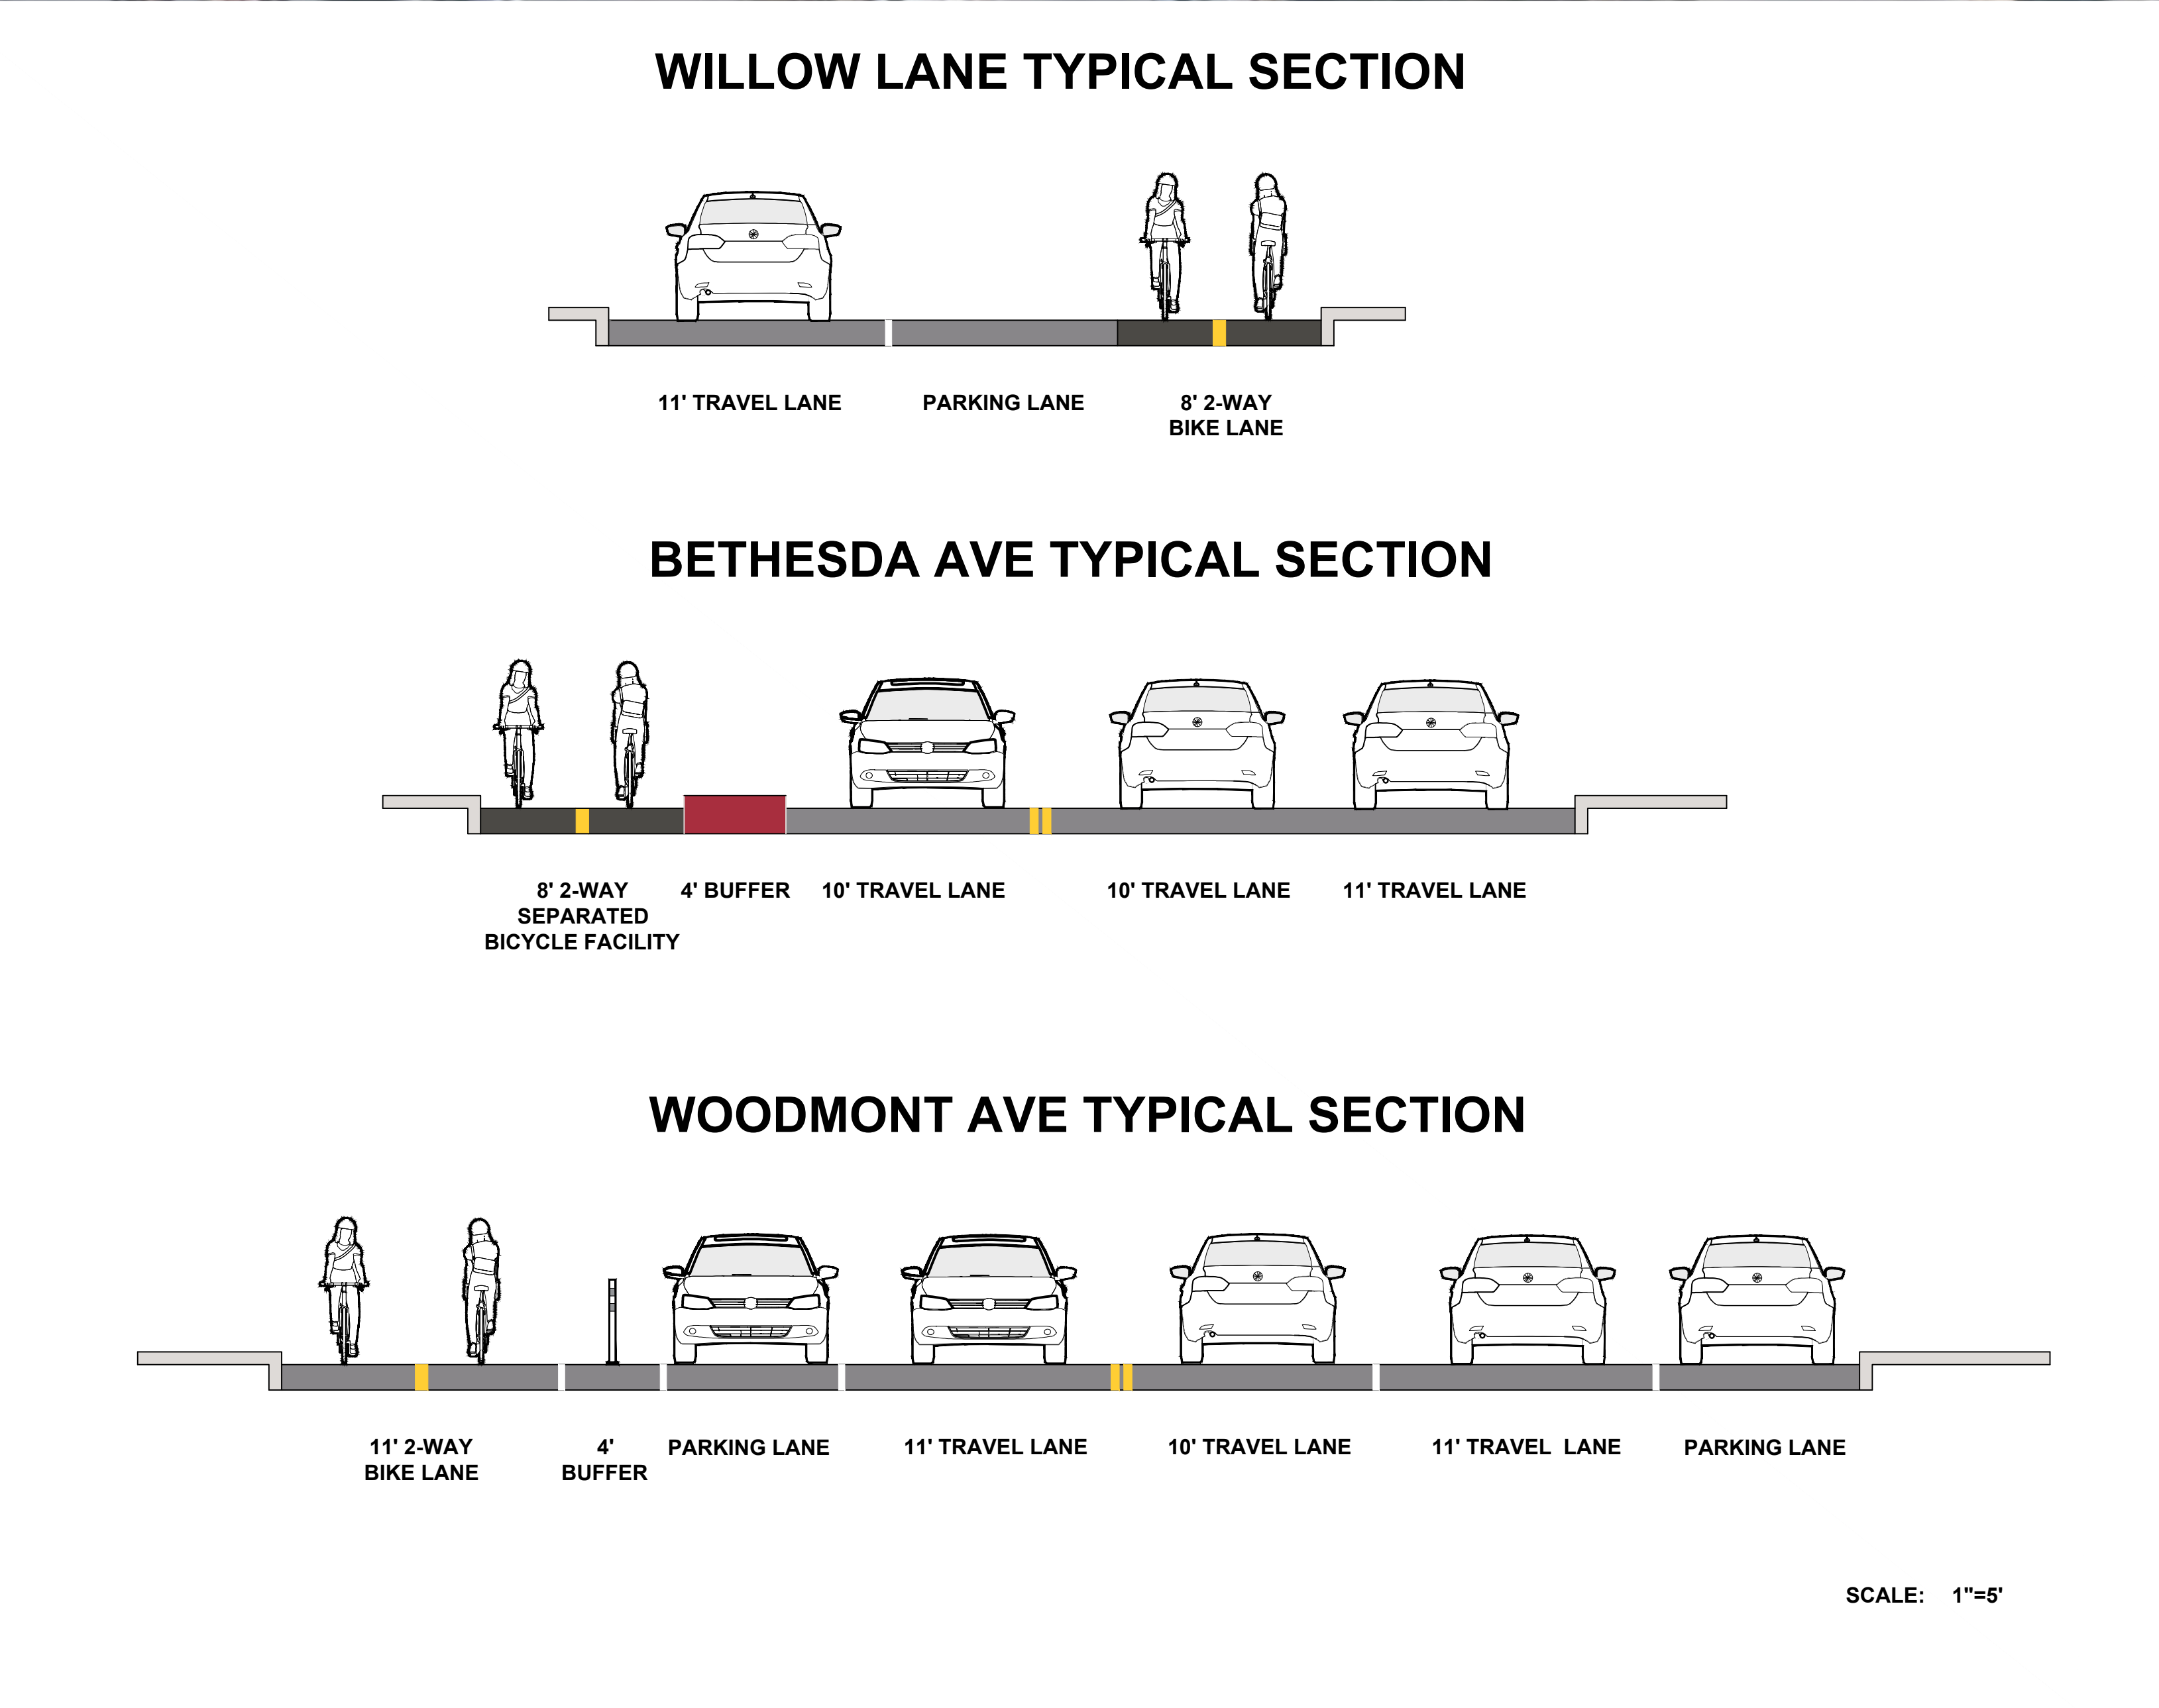 WILLOW LANE TYPICAL SECTION
11' TRAVEL LANE
PARKING LANE
8' 2-WAY
BIKE LANE
BETHESDA AVE TYPICAL SECTION
8' 2-WAY
SEPARATED
BICYCLE FACILITY
4' BUFFER
10' TRAVEL LANE
10' TRAVEL LANE
11' TRAVEL LANE
WOODMONT AVE TYPICAL SECTION
11' 2-WAY
BIKE LANE
4'
BUFFER
PARKING LANE
11' TRAVEL LANE
10' TRAVEL LANE
11' TRAVEL LANE
PARKING LANE
SCALE: 1"=5'